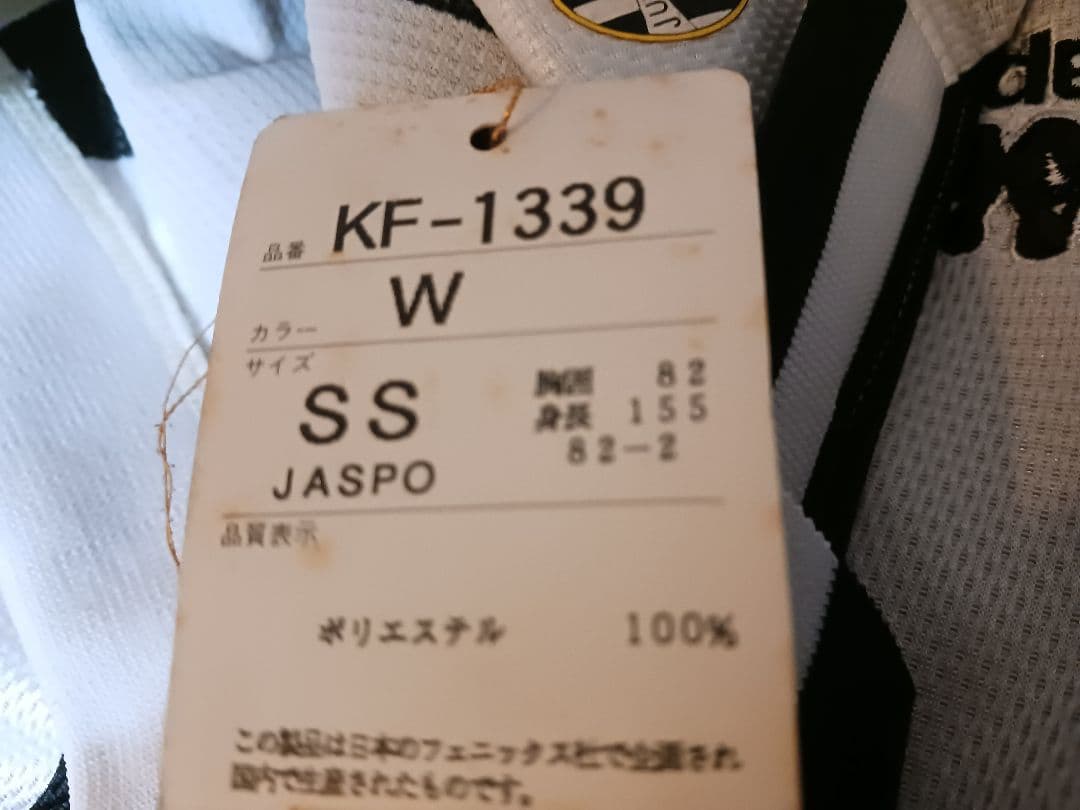 JU
de
品番 KF-1339
カラー W
サイズ
SS 胸囲 82
身長 155
JASPO 82-2
品質表示
ポリエステル 100%
この製品は日本のフェニックス社で企画され
国内で生産されたものです。